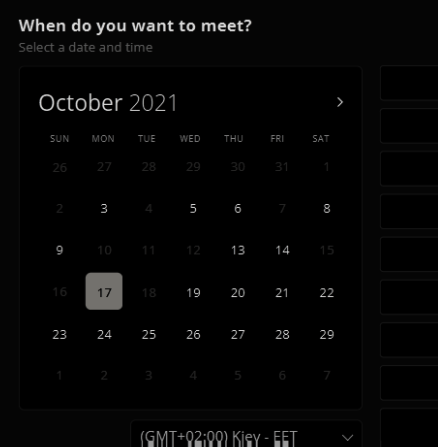 When do you want to meet?
Select a date and time
October 2021
SUN MON TUE WED THU FRI SAT
26 27 28 29 30 31 1
2 3 4 5 6 7 8
9 10 11 12 13 14 15
16 17 18 19 20 21 22
23 24 25 26 27 28 29
1 2 3 4 5 6 7
(GMT+02:00) Kiev - EET